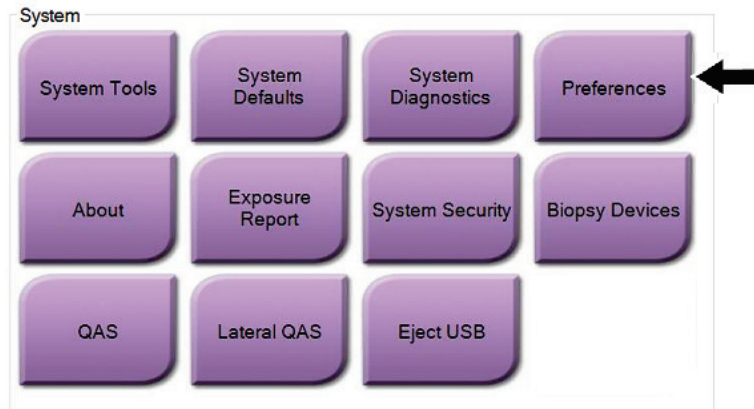 System
System Tools
System
Defaults
System
Diagnostics
Preferences
About
Exposure
Report
System Security
Biopsy Devices
QAS
Lateral QAS
Eject USB